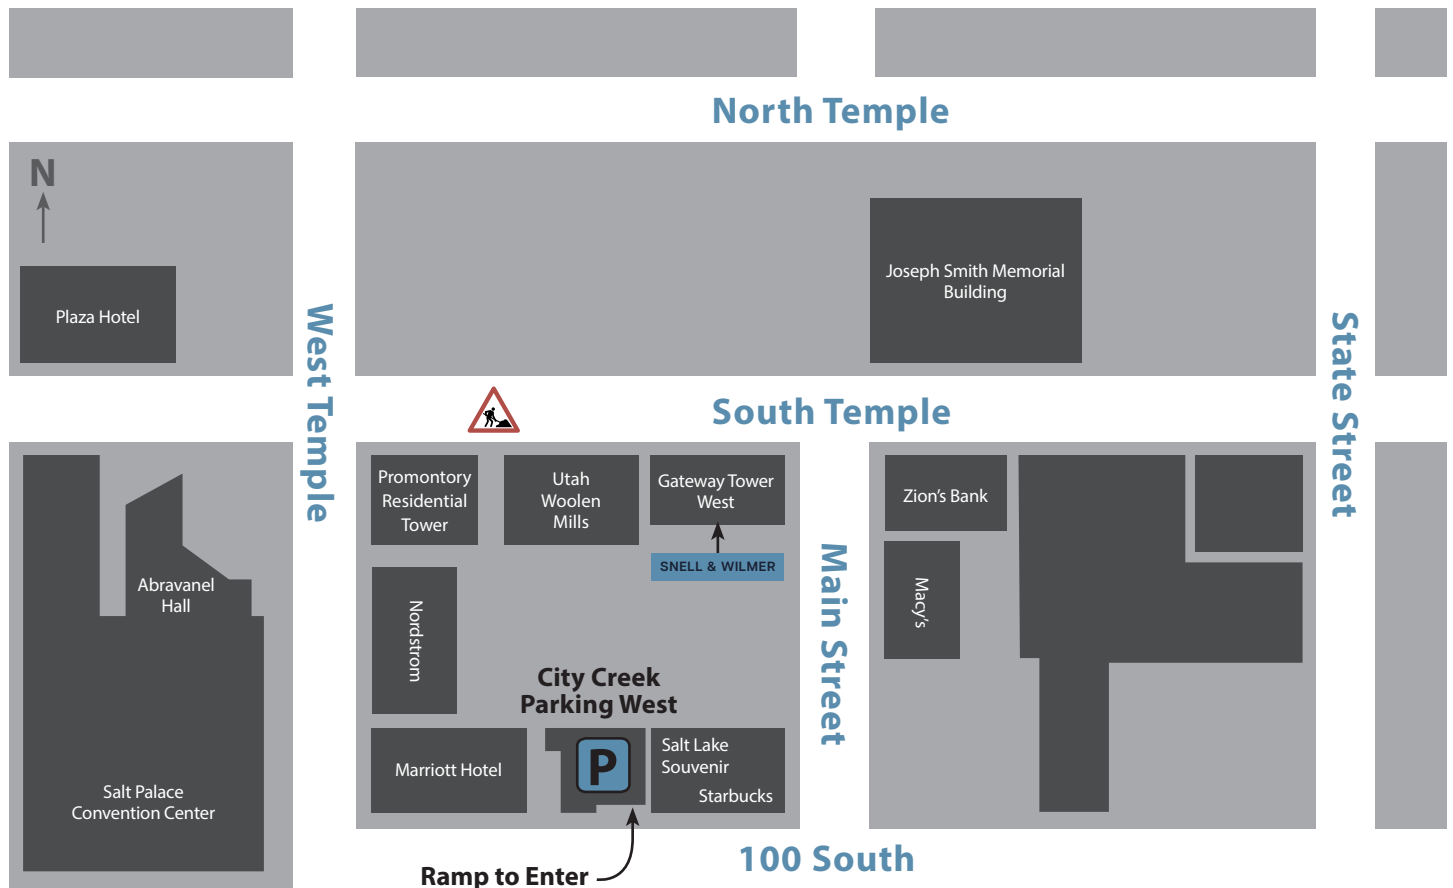 North Temple
N
Joseph Smith Memorial
Building
Plaza Hotel
West Temple
State Street
South Temple
Promontory
Residential
Tower
Utah
Woolen
Mills
Gateway Tower
West
Zion's Bank
SNELL & WILMER
Abravanel
Hall
Nordstrom
Main Street
Macy's
City Creek
Parking West
P
Salt Lake
Souvenir
Starbucks
Marriott Hotel
Salt Palace
Convention Center
100 South
Ramp to Enter